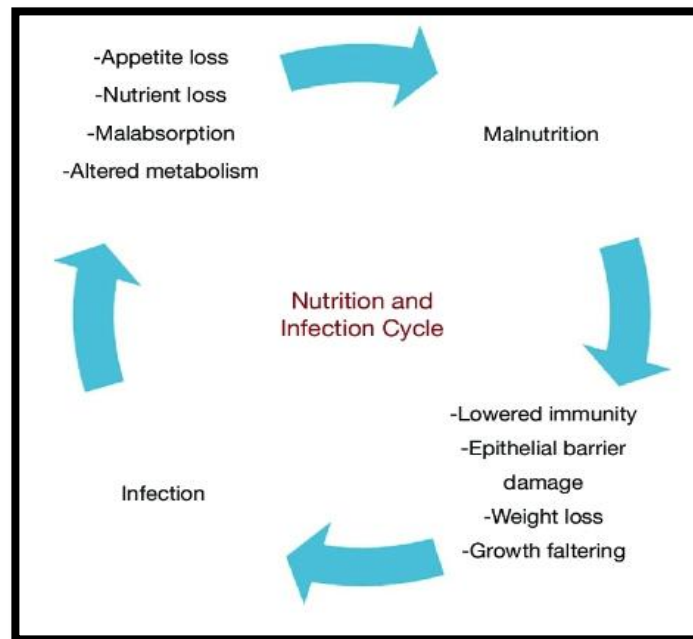 -Appetite loss
-Nutrient loss
-Malabsorption
-Altered metabolism
Malnutrition
Nutrition and
Infection Cycle
-Lowered immunity
-Epithelial barrier
damage
-Weight loss
-Growth faltering
Infection